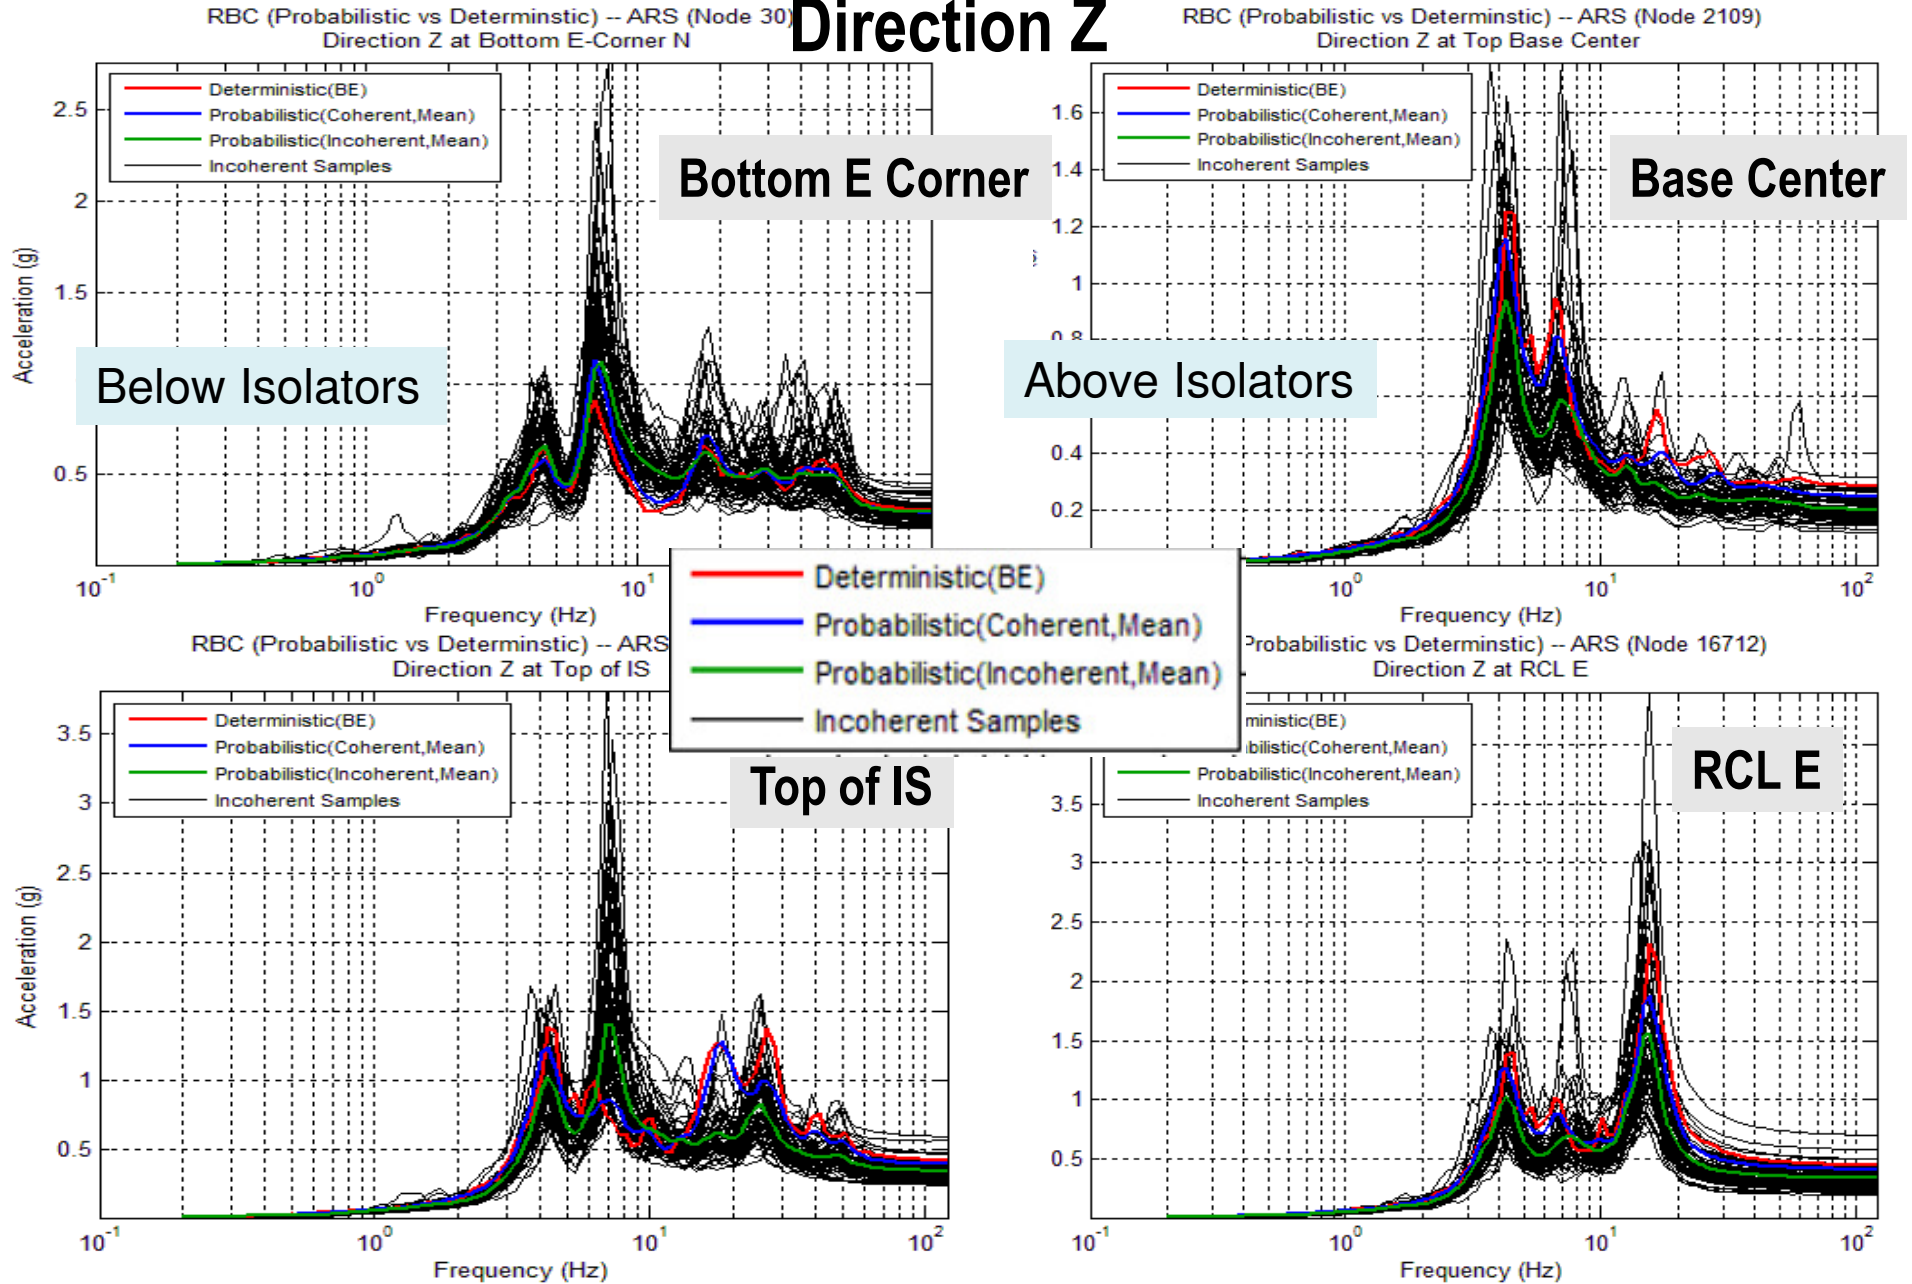 Direction Z
RBC (Probabilistic vs Determinstic) -- ARS (Node 30)
Direction Z at Bottom E-Corner N
Deterministic(BE)
Probabilistic(Coherent,Mean)
Probabilistic(Incoherent,Mean)
Incoherent Samples
Bottom E Corner
Below Isolators
Acceleration (g)
2.5
2
1.5
0.5
10-1
100
101
Frequency (Hz)
RBC (Probabilistic vs Determinstic) -- ARS (Node 2109)
Direction Z at Top Base Center
Deterministic(BE)
Probabilistic(Coherent,Mean)
Probabilistic(Incoherent,Mean)
Incoherent Samples
Base Center
Above Isolators
1.6
1.4
1.2
1
0.8
0.4
0.2
100
101
102
Frequency (Hz)
Deterministic(BE)
Probabilistic(Coherent,Mean)
Probabilistic(Incoherent,Mean)
Incoherent Samples
RBC (Probabilistic vs Determinstic) -- ARS
Direction Z at Top of IS
Deterministic(BE)
Probabilistic(Coherent,Mean)
Probabilistic(Incoherent,Mean)
Incoherent Samples
Top of IS
Acceleration (g)
3.5
3
2.5
2
1.5
1
0.5
10-1
100
101
102
Frequency (Hz)
Probabilistic vs Determinstic) -- ARS (Node 16712)
Direction Z at RCL E
ministic(BE)
abilistic(Coherent,Mean)
Probabilistic(Incoherent,Mean)
Incoherent Samples
RCL E
3.5
3
2.5
2
1.5
1
0.5
10-1
100
101
102
Frequency (Hz)